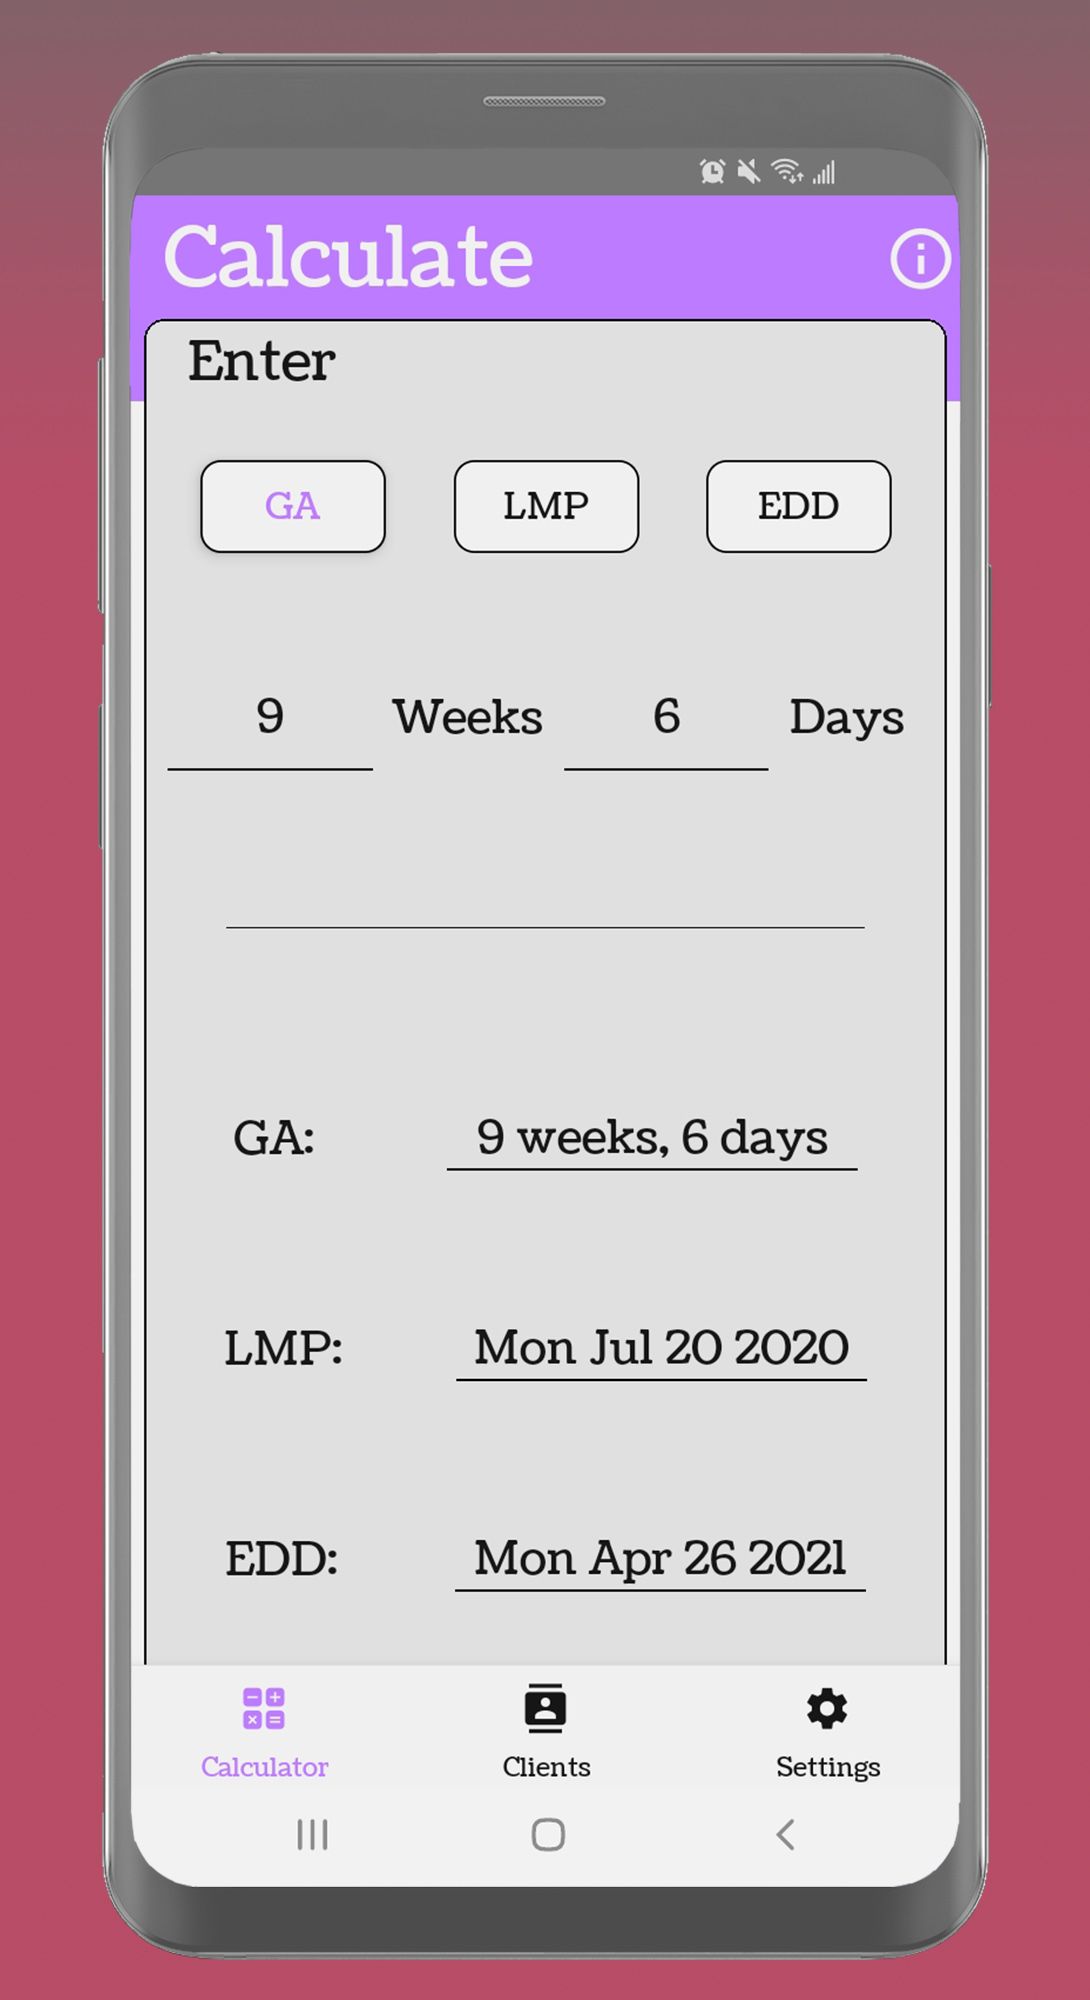 Calculate
Enter
GA LMP EDD
9 Weeks 6 Days
GA: 9 weeks, 6 days
LMP: Mon Jul 20 2020
EDD: Mon Apr 26 2021
Calculator Clients Settings